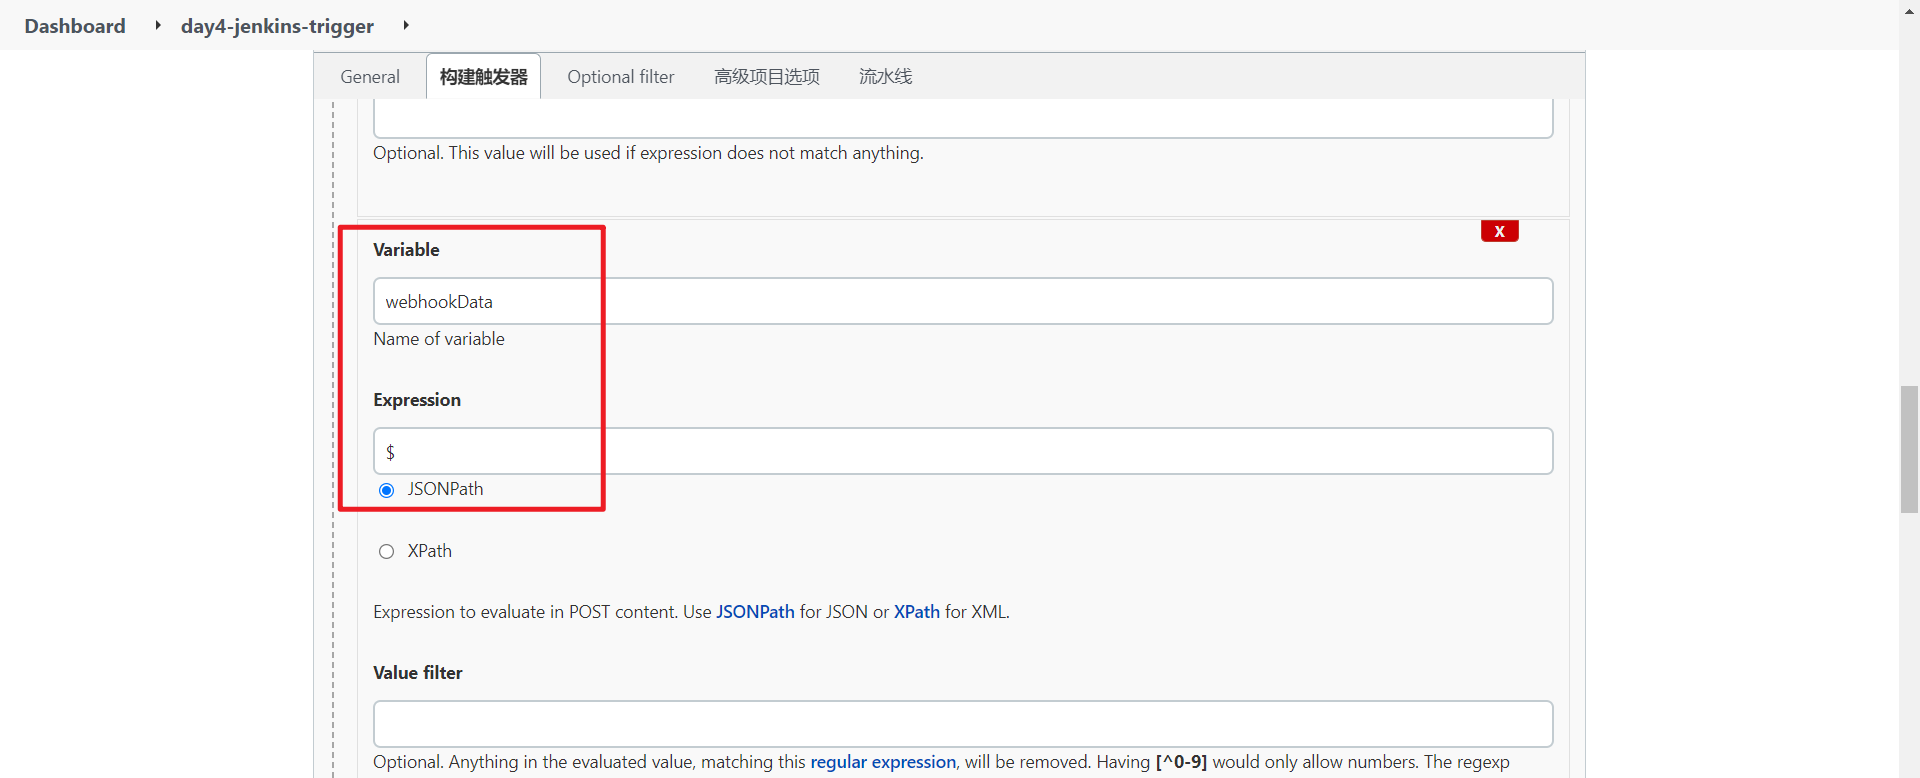 Dashboard
day4-jenkins-trigger
General
构建触发器
Optional filter
高级项目选项
流水线
Optional. This value will be used if expression does not match anything.
X
Variable
webhookData
Name of variable
Expression
$
JSONPath
XPath
Expression to evaluate in POST content. Use JSONPath for JSON or XPath for XML.
Value filter
Optional. Anything in the evaluated value, matching this regular expression, will be removed. Having [^0-9] would only allow numbers. The regexp